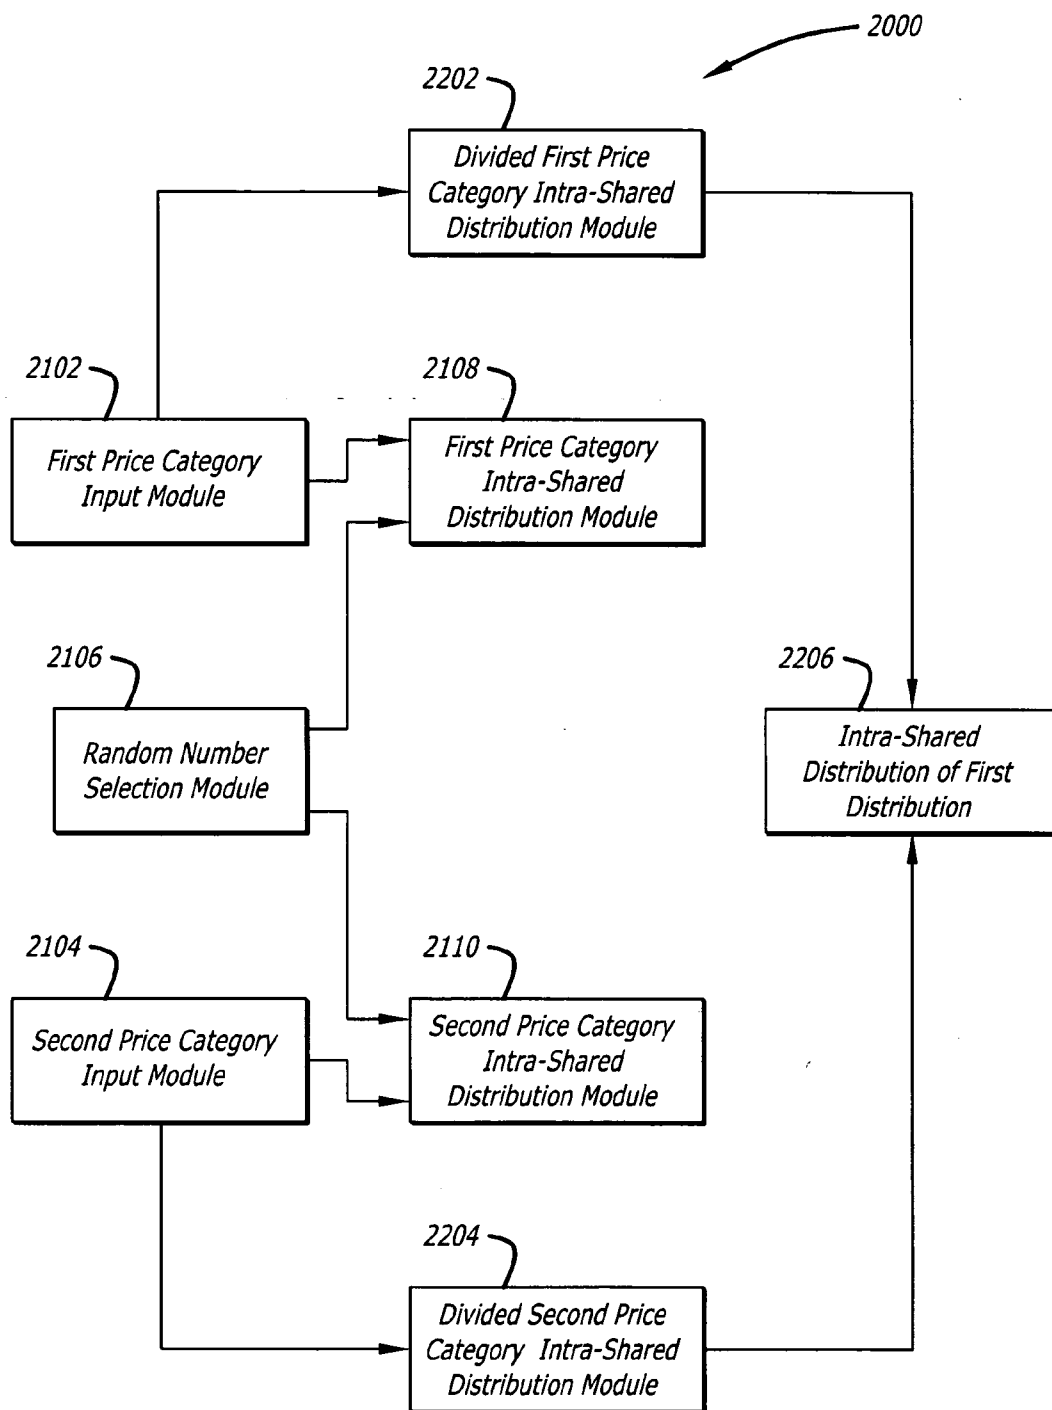 2000
2202
Divided First Price
Category Intra-Shared
Distribution Module
2102
First Price Category
Input Module
2108
First Price Category
Intra-Shared
Distribution Module
2106
Random Number
Selection Module
2206
Intra-Shared
Distribution of First
Distribution
2104
Second Price Category
Input Module
2110
Second Price Category
Intra-Shared
Distribution Module
2204
Divided Second Price
Category Intra-Shared
Distribution Module